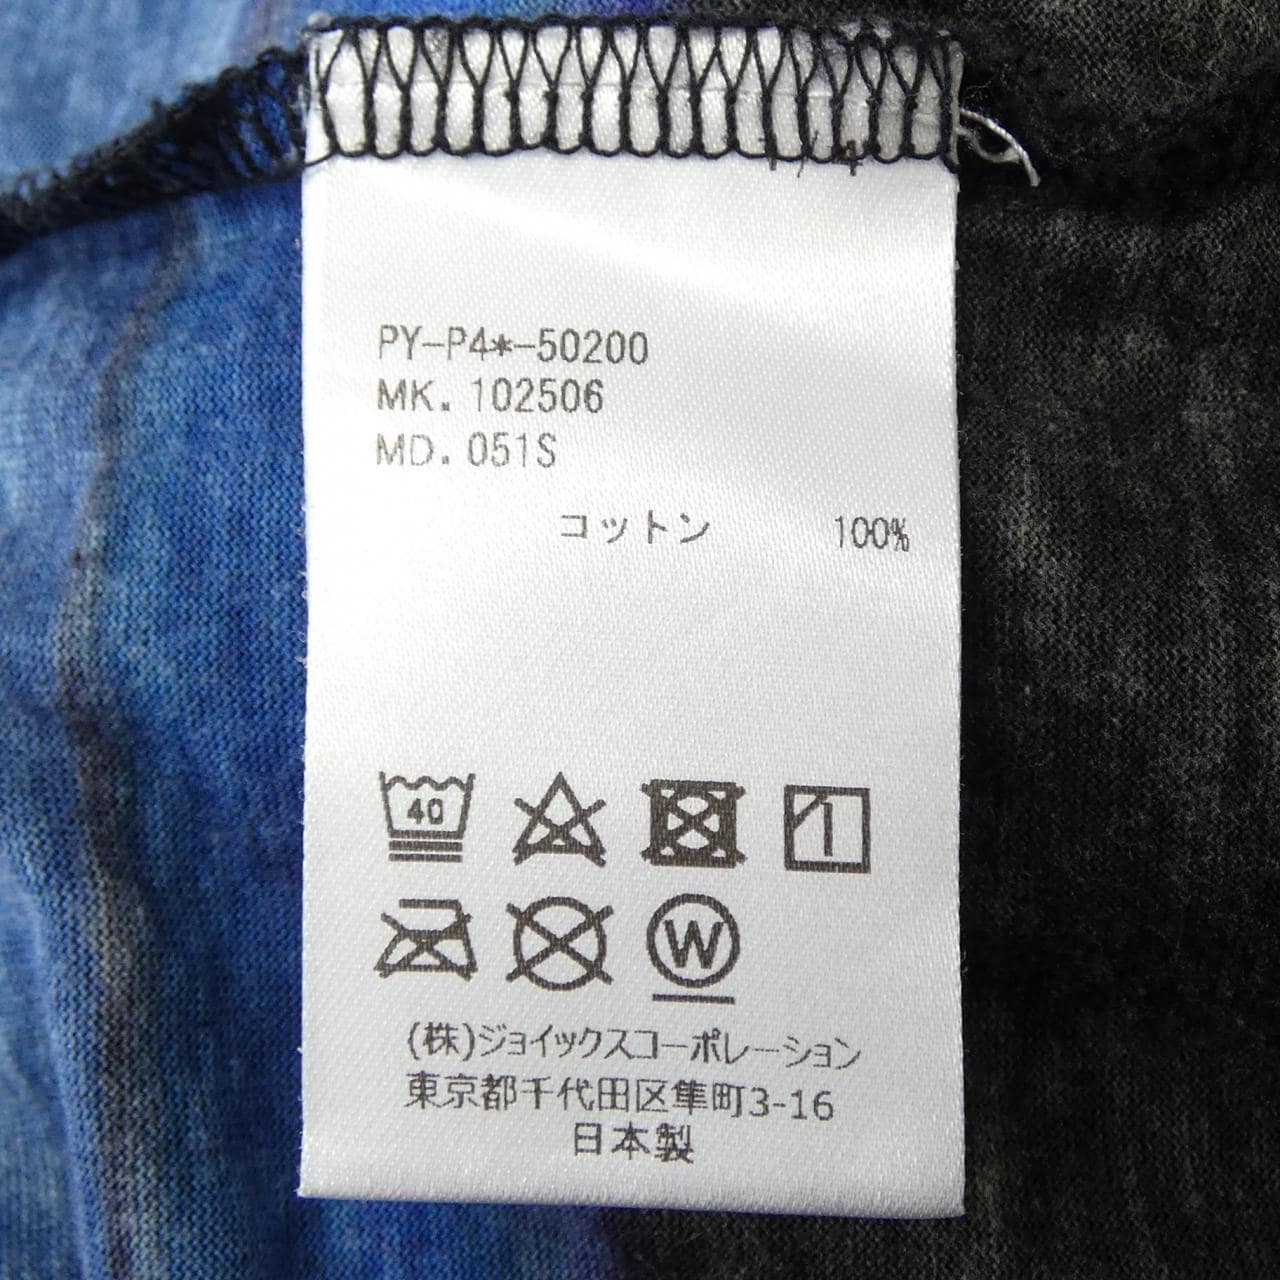 PY-P4*-50200
MK. 102506
MD. 051S
コットン 100%
40
W
(株)ジョイックスコーポレーション
東京都千代田区隼町3-16
日本製